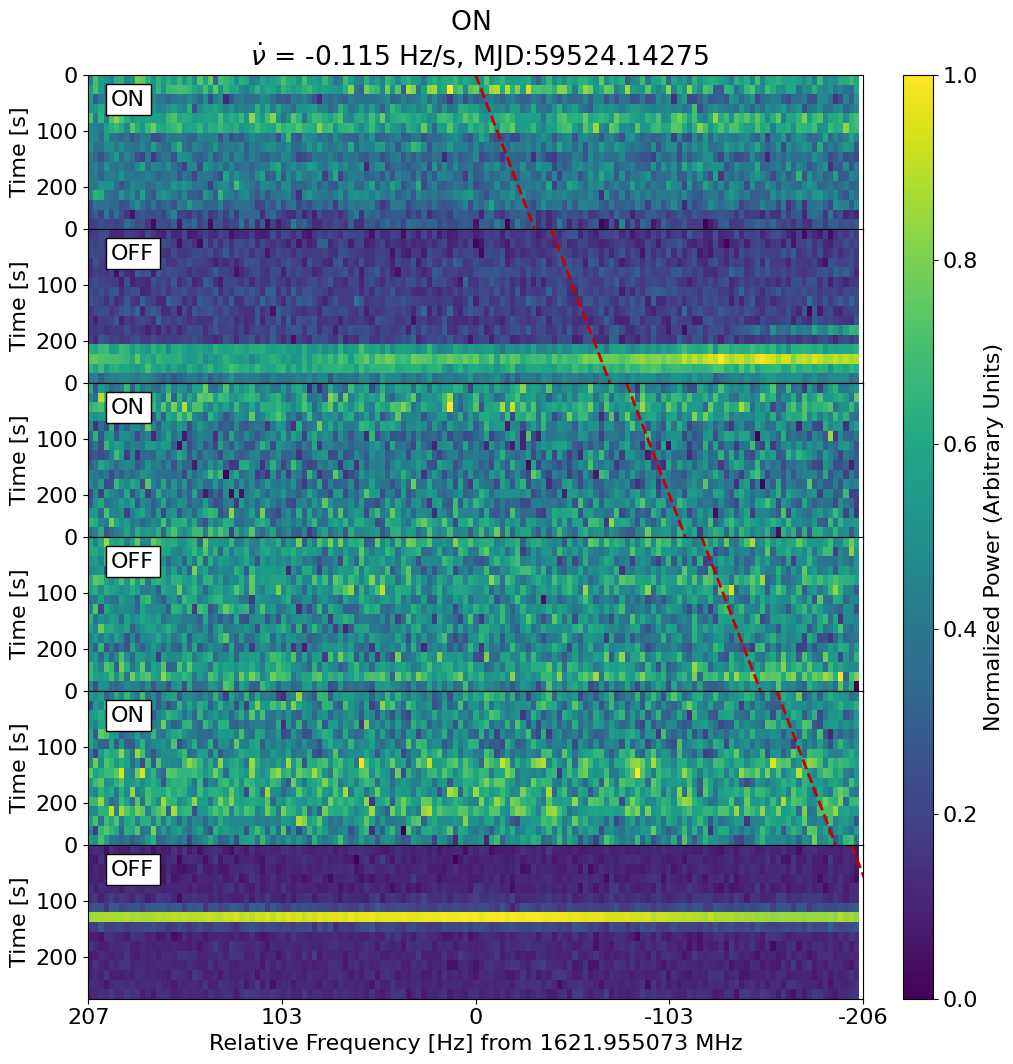 ON
ν̇ = -0.115 Hz/s, MJD:59524.14275
0
ON
100
200
Time [s]
0
OFF
100
200
Time [s]
0
ON
100
200
Time [s]
0
OFF
100
200
Time [s]
0
ON
100
200
Time [s]
0
OFF
100
200
Time [s]
207 103 0 -103 -206
Relative Frequency [Hz] from 1621.955073 MHz
1.0
0.8
0.6
0.4
0.2
0.0
Normalized Power (Arbitrary Units)